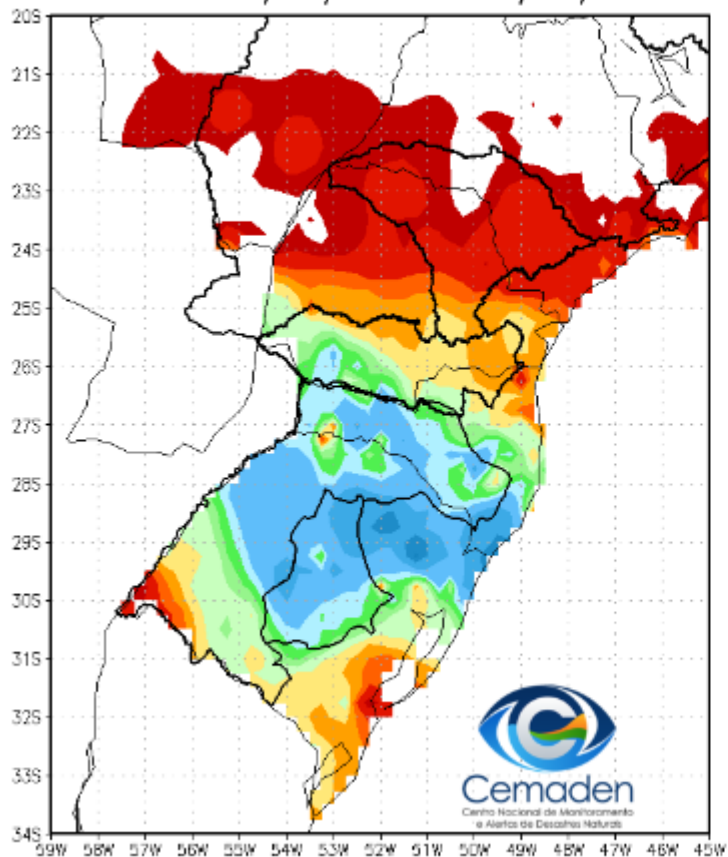 20S
21S
22S
23S
24S
25S
26S
27S
28S
29S
30S
31S
32S
33S
34S
59W 58W 57W 56W 55W 54W 53W 52W 51W 50W 49W 48W 47W 46W 45W
Cemaden
Centro Nacional de Monitoramento
e Alertas de Desastres Naturais